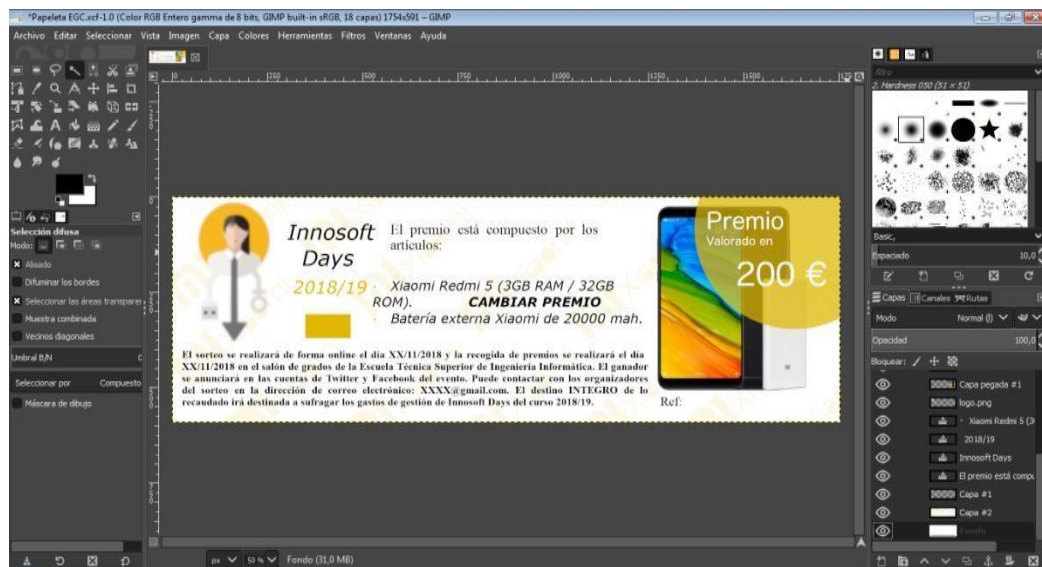 *Papeleta EGC.xcf-1.0 (Color RGB Entero gamma de 8 bits, GIMP built-in sRGB, 18 capas) 1754x591 – GIMP
Archivo Editar Seleccionar Vista Imagen Capa Colores Herramientas Filtros Ventanas Ayuda
filtro
2. Hardness 050 (51 × 51)
Basic,
Espaciado 10,0
Capas Canales Rutas
Modo Normal
Opacidad 100,0
Bloquear:
Capa pegada #1
logo.png
· Xiaomi Redmi 5 (3
2018/19
Innosoft Days
El premio está compu
Capa #1
Capa #2
Fondo
Selección difusa
Modo:
Alisado
Difuminar los bordes
Seleccionar las áreas transparen
Muestra combinada
Vecinos diagonales
Umbral B/N
Seleccionar por Compuesto
Máscara de dibujo
Innosoft
Days
2018/19
El premio está compuesto por los
artículos:
· Xiaomi Redmi 5 (3GB RAM / 32GB
ROM). CAMBIAR PREMIO
· Batería externa Xiaomi de 20000 mah.
Premio
Valorado en
200 €
El sorteo se realizará de forma online el día XX/11/2018 y la recogida de premios se realizará el día
XX/11/2018 en el salón de grados de la Escuela Técnica Superior de Ingeniería Informática. El ganador
se anunciará en las cuentas de Twitter y Facebook del evento. Puede contactar con los organizadores
del sorteo en la dirección de correo electrónico: XXXX@gmail.com. El destino INTEGRO de lo
recaudado irá destinada a sufragar los gastos de gestión de Innosoft Days del curso 2018/19.
Ref:
px 50 % Fondo (31,0 MB)